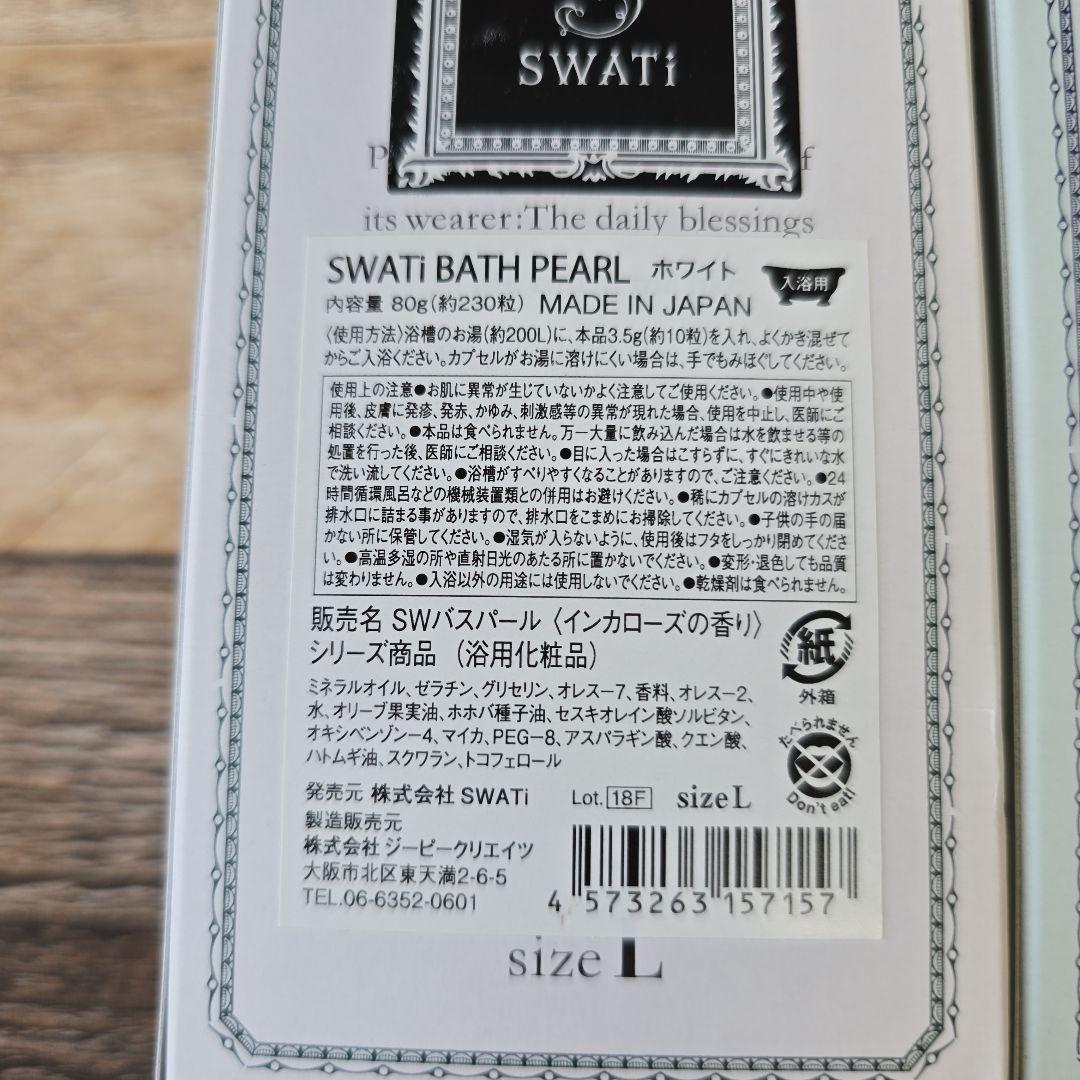 SWATi
its wearer:The daily blessings
SWATi BATH PEARL ホワイト
入浴用
内容量 80g(約230粒) MADE IN JAPAN
〈使用方法〉浴槽のお湯(約200L)に、本品3.5g(約10粒)を入れ、よくかき混ぜて
からご入浴ください。カプセルがお湯に溶けにくい場合は、手でもみほぐしてください。
使用上の注意●お肌に異常が生じていないかよく注意してご使用ください。●使用中や使
用後、皮膚に発疹、発赤、かゆみ、刺激感等の異常が現れた場合、使用を中止し、医師にご
相談ください。●本品は食べられません。万一大量に飲み込んだ場合は水を飲ませる等の
処置を行った後、医師にご相談ください。●目に入った場合はこすらずに、すぐにきれいな水
で洗い流してください。●浴槽がすべりやすくなることがありますので、ご注意ください。●24
時間循環風呂などの機械装置類との併用はお避けください。●稀にカプセルの溶けカスが
排水口に詰まる事がありますので、排水口をこまめにお掃除してください。●子供の手の届
かない所に保管してください。●湿気が入らないように、使用後はフタをしっかり閉めてくださ
い。●高温多湿の所や直射日光のあたる所に置かないでください。●変形・退色しても品質
は変わりません。●入浴以外の用途には使用しないでください。●乾燥剤は食べられません。
販売名 SWバスパール〈インカローズの香り〉
シリーズ商品 （浴用化粧品）
紙
外箱
ミネラルオイル、ゼラチン、グリセリン、オレス－7、香料、オレス－2、
水、オリーブ果実油、ホホバ種子油、セスキオレイン酸ソルビタン、
オキシベンゾン－4、マイカ、PEG－8、アスパラギン酸、クエン酸、
ハトムギ油、スクワラン、トコフェロール
たべられません
Don't eat!
発売元 株式会社 SWATi Lot. 18F size L
製造販売元
株式会社 ジーピークリエイツ
大阪市北区東天満2-6-5
TEL.06-6352-0601
4 573263 157157
size L